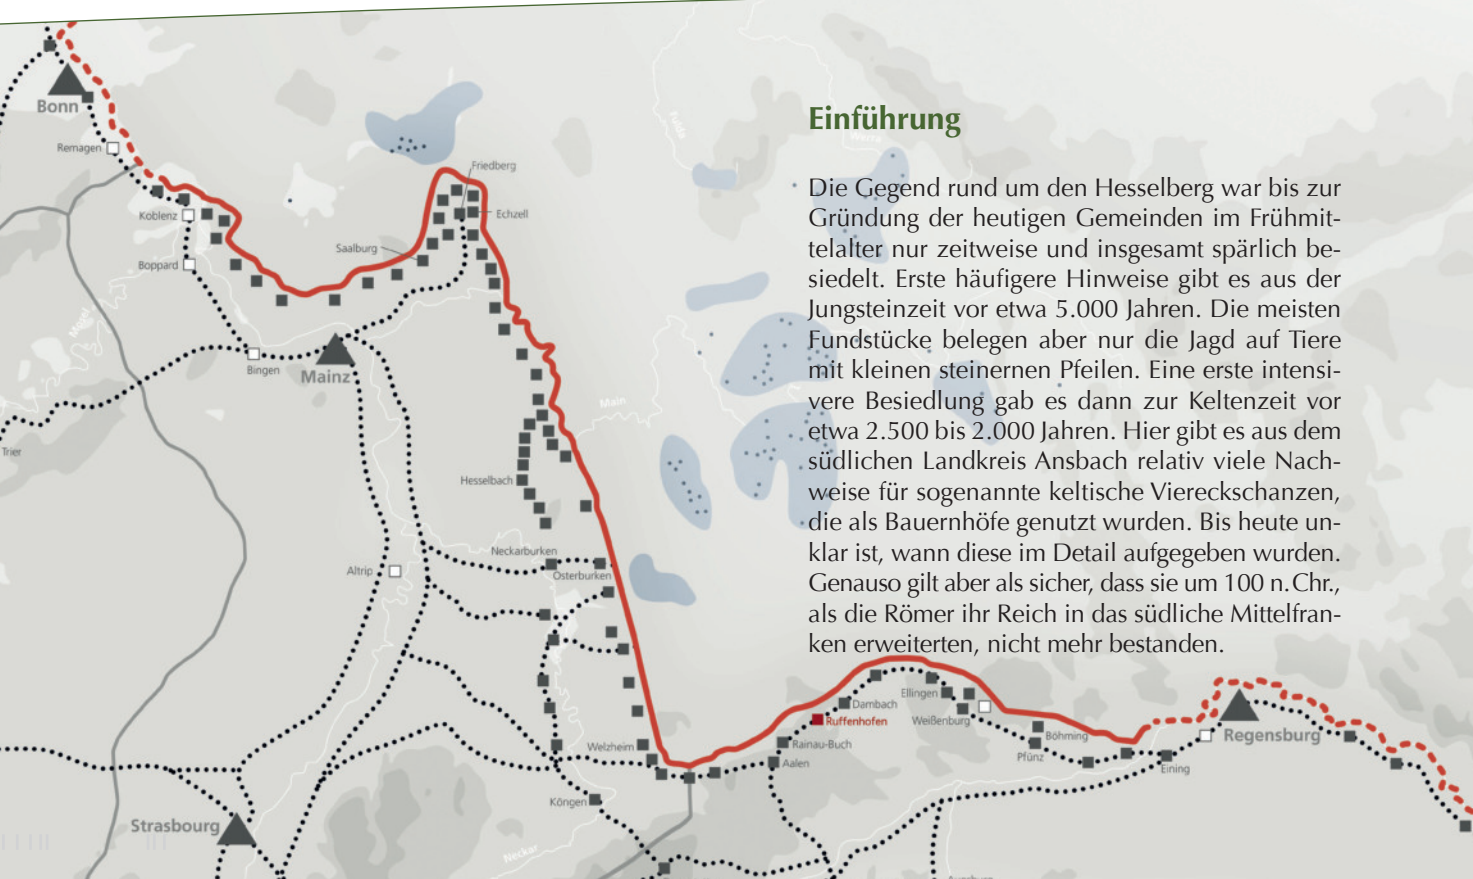 Einführung
Die Gegend rund um den Hesselberg war bis zur
Gründung der heutigen Gemeinden im Frühmit-
telalter nur zeitweise und insgesamt spärlich be-
siedelt. Erste häufigere Hinweise gibt es aus der
Jungsteinzeit vor etwa 5.000 Jahren. Die meisten
Fundstücke belegen aber nur die Jagd auf Tiere
mit kleinen steinernen Pfeilen. Eine erste intensi-
vere Besiedlung gab es dann zur Keltenzeit vor
etwa 2.500 bis 2.000 Jahren. Hier gibt es aus dem
südlichen Landkreis Ansbach relativ viele Nach-
weise für sogenannte keltische Viereckschanzen,
die als Bauernhöfe genutzt wurden. Bis heute un-
klar ist, wann diese im Detail aufgegeben wurden.
Genauso gilt aber als sicher, dass sie um 100 n. Chr.,
als die Römer ihr Reich in das südliche Mittelfran-
ken erweiterten, nicht mehr bestanden.
Bonn
Remagen
Koblenz
Boppard
Mosel
Bingen
Mainz
Trier
Saalburg
Friedberg
Echzell
Fulda
Werra
Main
Hesselbach
Neckarburken
Osterburken
Altrip
Welzheim
Köngen
Strasbourg
Neckar
Aalen
Rainau-Buch
Ruffenhofen
Dambach
Ellingen
Weißenburg
Böhming
Pfünz
Eining
Regensburg